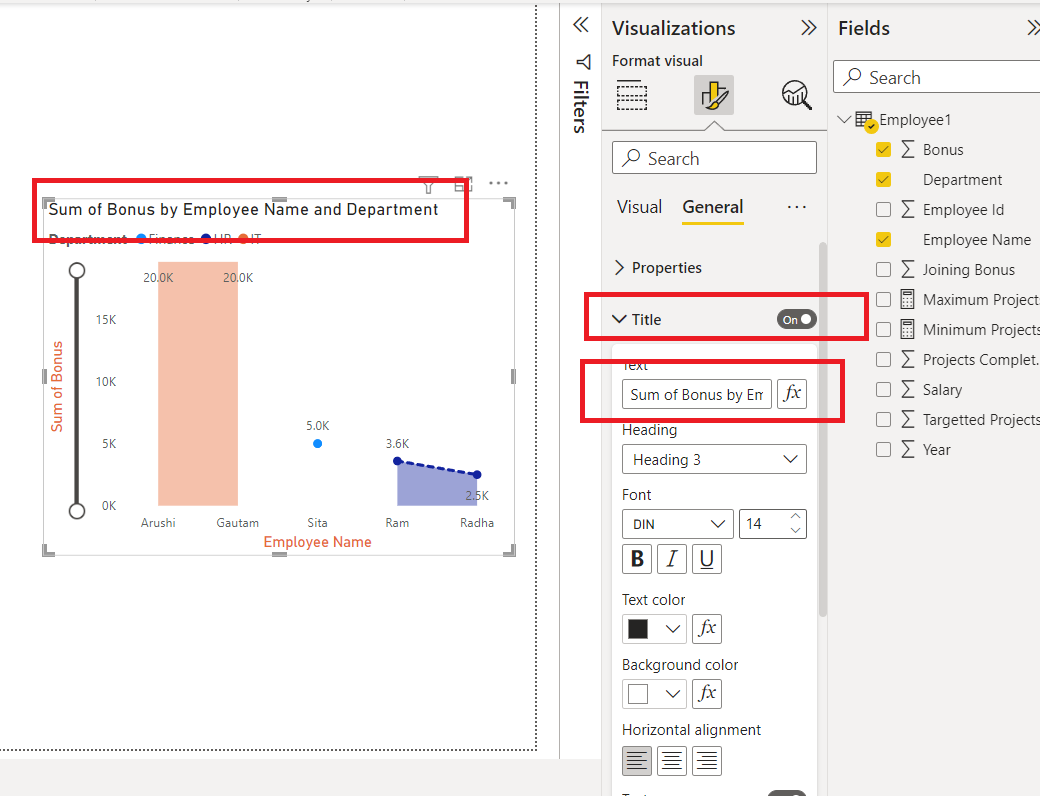 Sum of Bonus by Employee Name and Department
Department Finance HR IT
20.0K 20.0K
15K
10K
5K
0K
Sum of Bonus
5.0K
3.6K
2.5K
Arushi Gautam Sita Ram Radha
Employee Name
Filters
Visualizations
Format visual
Search
Visual General
Properties
Title On
Text
Sum of Bonus by Em fx
Heading
Heading 3
Font
DIN 14
B I U
Text color
fx
Background color
fx
Horizontal alignment
Fields
Search
Employee1
Bonus
Department
Employee Id
Employee Name
Joining Bonus
Maximum Projects
Minimum Projects
Projects Complet.
Salary
Targetted Projects
Year